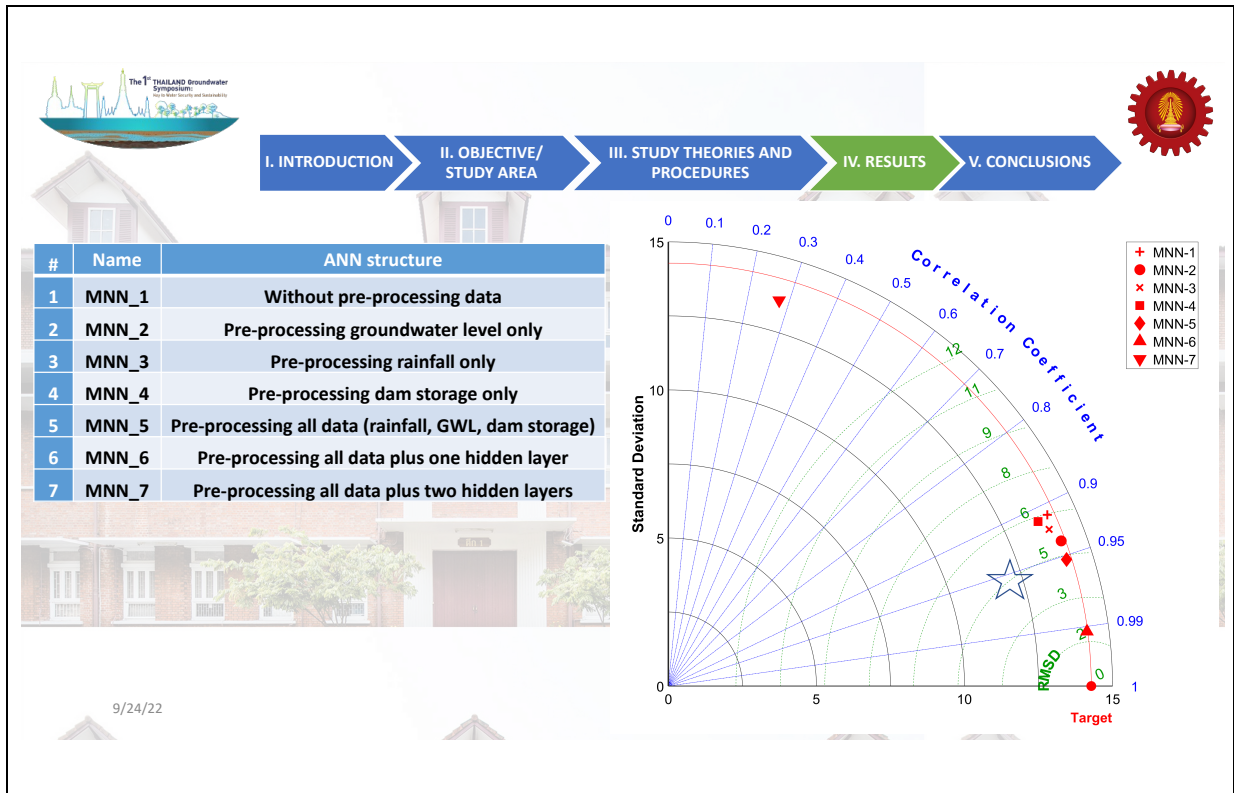 The 1st THAILAND Groundwater
Symposium:
Key to Water Security and Sustainability
I. INTRODUCTION
II. OBJECTIVE/
STUDY AREA
III. STUDY THEORIES AND
PROCEDURES
IV. RESULTS
V. CONCLUSIONS
# Name ANN structure
1 MNN_1 Without pre-processing data
2 MNN_2 Pre-processing groundwater level only
3 MNN_3 Pre-processing rainfall only
4 MNN_4 Pre-processing dam storage only
5 MNN_5 Pre-processing all data (rainfall, GWL, dam storage)
6 MNN_6 Pre-processing all data plus one hidden layer
7 MNN_7 Pre-processing all data plus two hidden layers
Standard Deviation
15
10
5
0
0 5 10 15
Target
0
0.1
0.2
0.3
0.4
0.5
0.6
0.7
0.8
0.9
0.95
0.99
1
Correlation Coefficient
12
11
9
8
6
5
3
2
0
RMSD
MNN-1
MNN-2
MNN-3
MNN-4
MNN-5
MNN-6
MNN-7
9/24/22